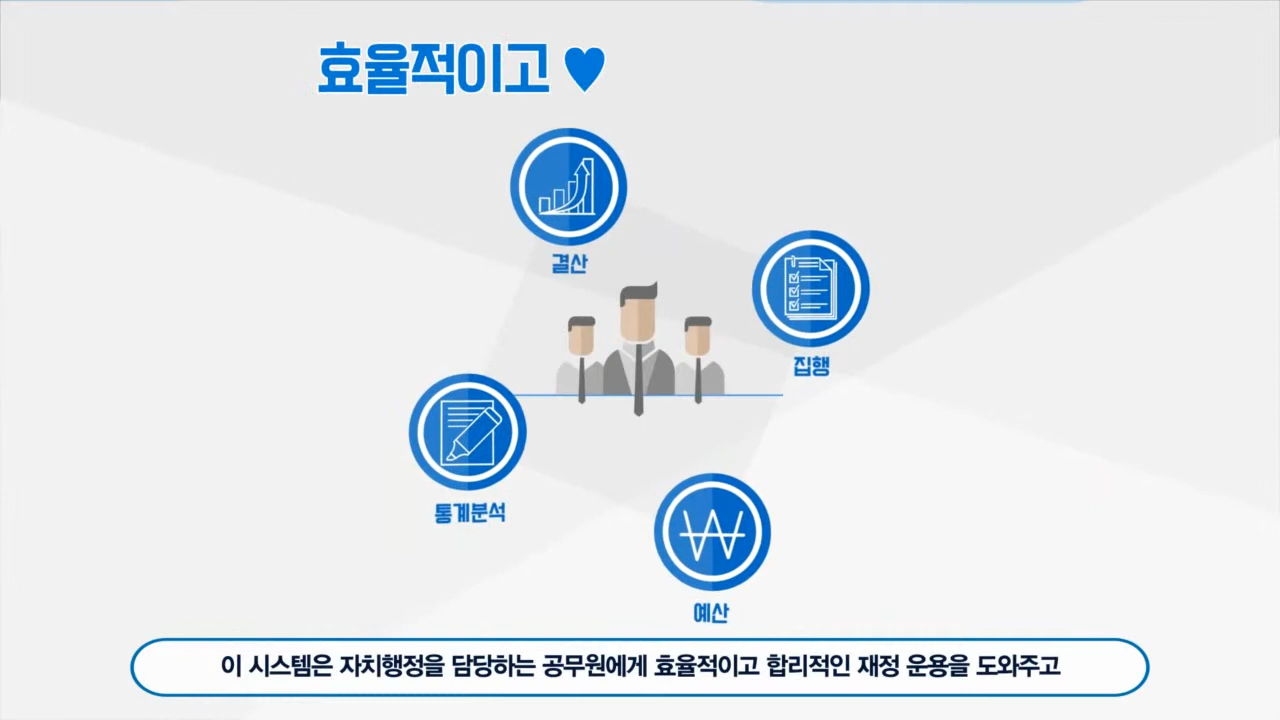 효율적이고 ♥
결산
집행
통계분석
예산
이 시스템은 자치행정을 담당하는 공무원에게 효율적이고 합리적인 재정 운용을 도와주고